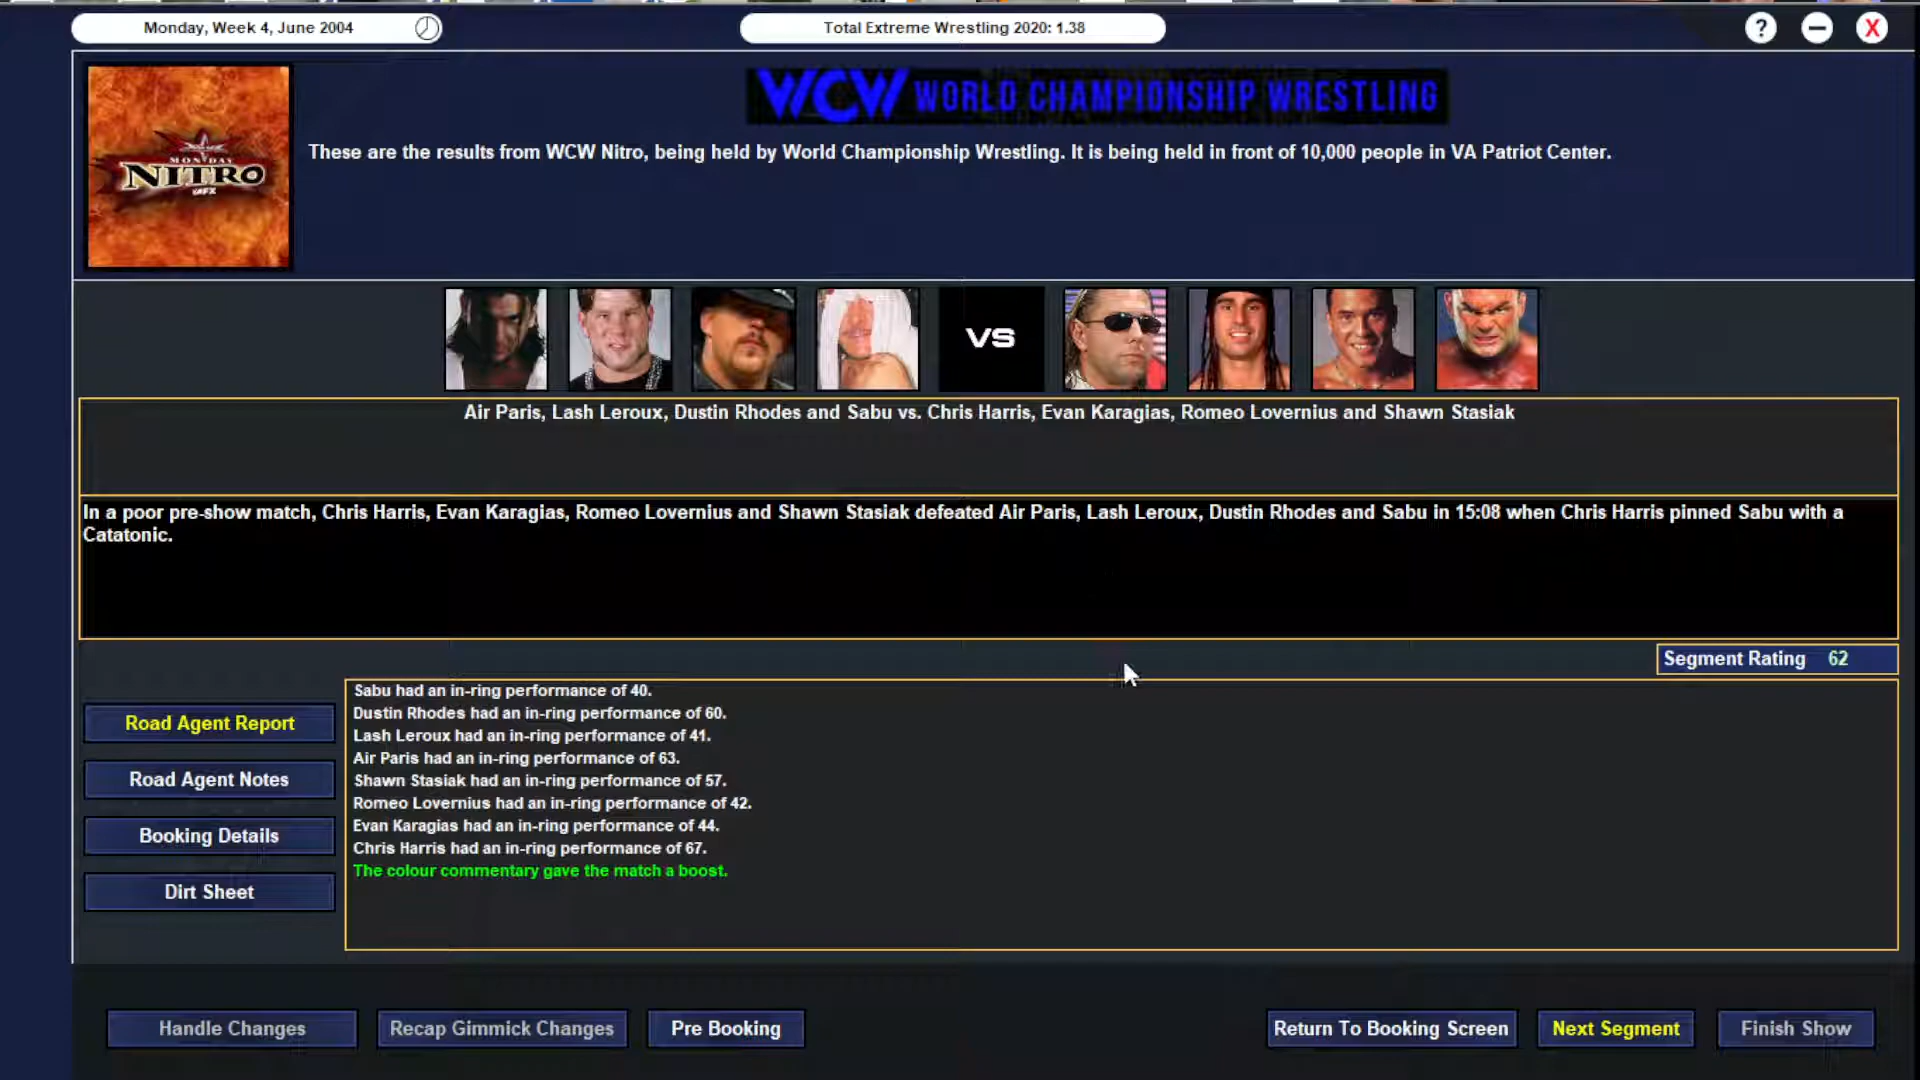 Monday, Week 4, June 2004
Total Extreme Wrestling 2020: 1.38
?
X
WCW WORLD CHAMPIONSHIP WRESTLING
MONDAY
NITRO
These are the results from WCW Nitro, being held by World Championship Wrestling. It is being held in front of 10,000 people in VA Patriot Center.
VS
Air Paris, Lash Leroux, Dustin Rhodes and Sabu vs. Chris Harris, Evan Karagias, Romeo Lovernius and Shawn Stasiak
In a poor pre-show match, Chris Harris, Evan Karagias, Romeo Lovernius and Shawn Stasiak defeated Air Paris, Lash Leroux, Dustin Rhodes and Sabu in 15:08 when Chris Harris pinned Sabu with a
Catatonic.
Segment Rating 62
Road Agent Report
Road Agent Notes
Booking Details
Dirt Sheet
Sabu had an in-ring performance of 40.
Dustin Rhodes had an in-ring performance of 60.
Lash Leroux had an in-ring performance of 41.
Air Paris had an in-ring performance of 63.
Shawn Stasiak had an in-ring performance of 57.
Romeo Lovernius had an in-ring performance of 42.
Evan Karagias had an in-ring performance of 44.
Chris Harris had an in-ring performance of 67.
The colour commentary gave the match a boost.
Handle Changes
Recap Gimmick Changes
Pre Booking
Return To Booking Screen
Next Segment
Finish Show